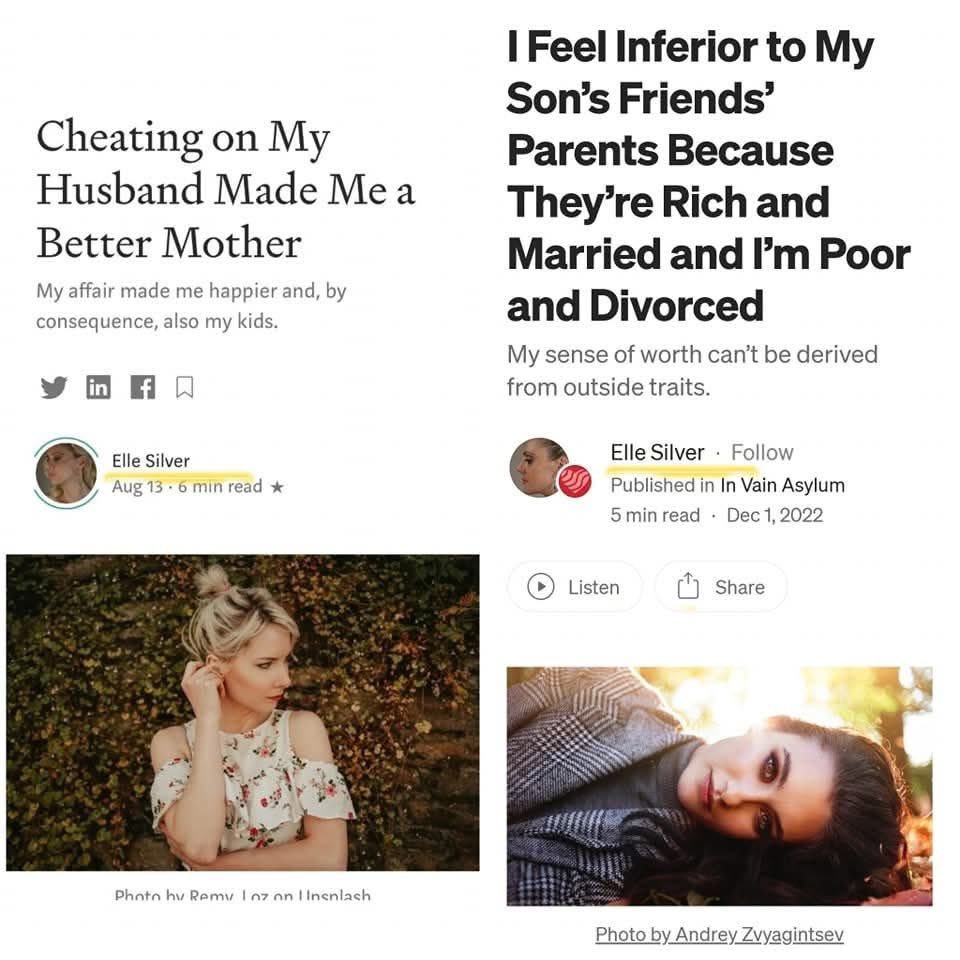 Cheating on My
Husband Made Me a
Better Mother
My affair made me happier and, by
consequence, also my kids.
Elle Silver
Aug 13 · 6 min read ★
Photo by Remy_Loz on Unsplash
I Feel Inferior to My
Son’s Friends’
Parents Because
They’re Rich and
Married and I’m Poor
and Divorced
My sense of worth can’t be derived
from outside traits.
Elle Silver · Follow
Published in In Vain Asylum
5 min read · Dec 1, 2022
Listen
Share
Photo by Andrey Zvyagintsev